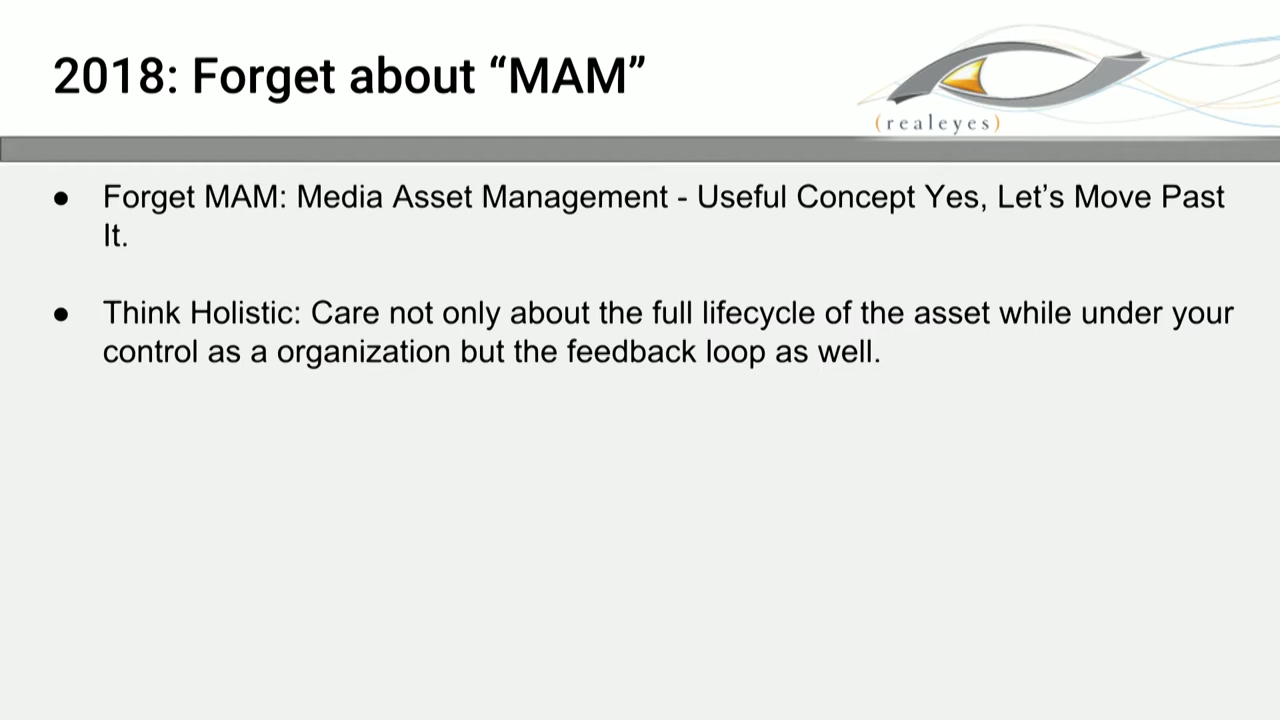 2018: Forget about “MAM”
(realeyes)
● Forget MAM: Media Asset Management - Useful Concept Yes, Let’s Move Past
It.
● Think Holistic: Care not only about the full lifecycle of the asset while under your
control as a organization but the feedback loop as well.